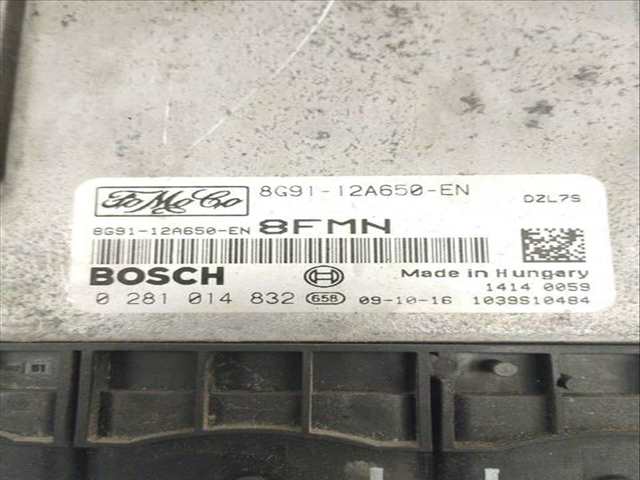 FoMoCo 8G91-12A650-EN DZL7S
8G91-12A650-EN 8FMN
BOSCH Made in Hungary
1414 0059
0 281 014 832 658 09-10-16 1039S10484
51